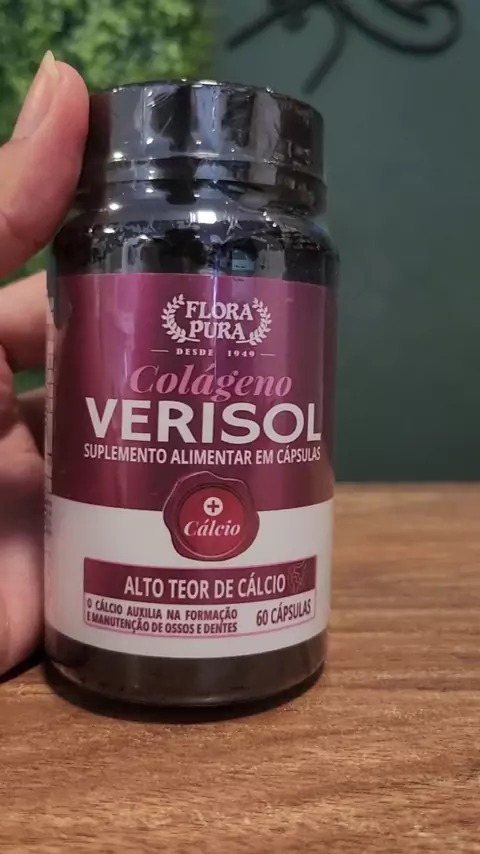 FLORA
PURA
DESDE 1949
Colágeno
VERISOL
SUPLEMENTO ALIMENTAR EM CÁPSULAS
+
Cálcio
ALTO TEOR DE CÁLCIO
O CÁLCIO AUXILIA NA FORMAÇÃO
E MANUTENÇÃO DE OSSOS E DENTES
60 CÁPSULAS